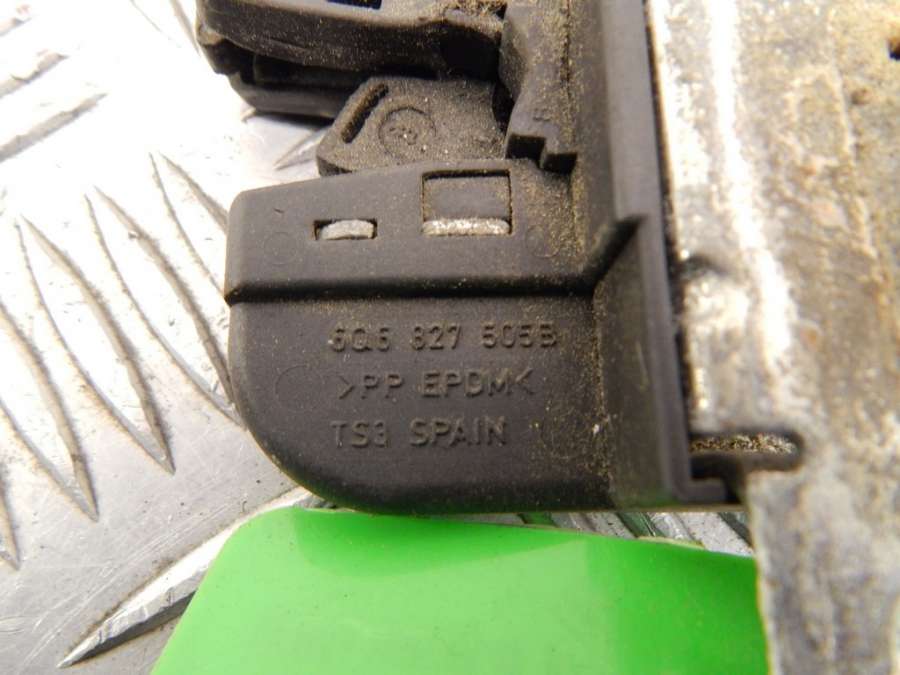 6Q6 827 505B
>PP EPDM<
TS3 SPAIN